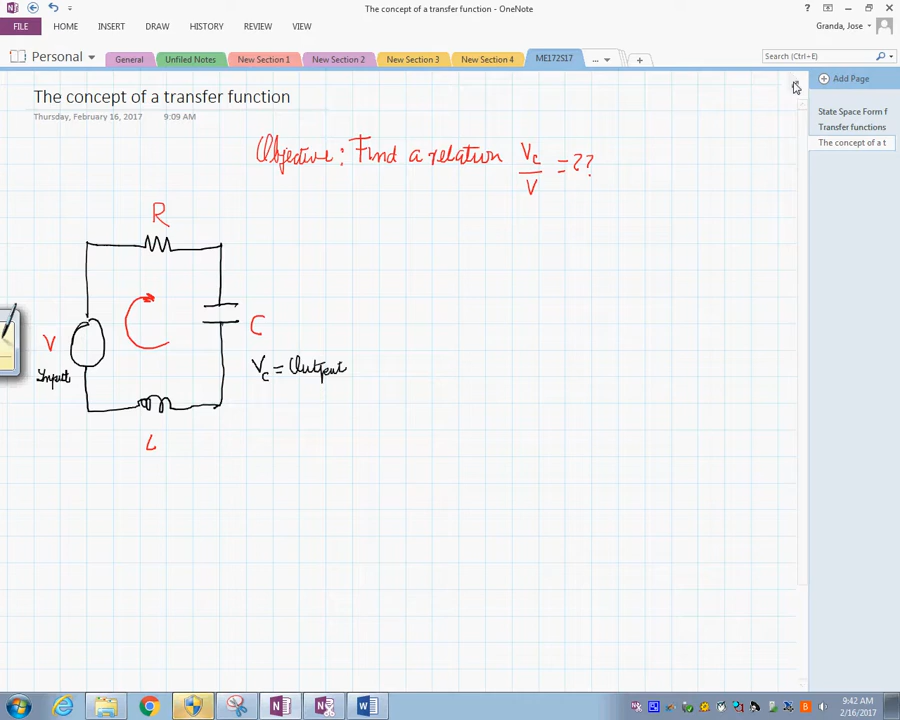 The concept of a transfer function - OneNote
FILE HOME INSERT DRAW HISTORY REVIEW VIEW
Granda, Jose
Personal General Unfiled Notes New Section 1 New Section 2 New Section 3 New Section 4 ME172S17 ... Search (Ctrl+E)
Add Page
The concept of a transfer function
Thursday, February 16, 2017 9:09 AM
State Space Form f
Transfer functions
The concept of a t
Objective: Find a relation Vc/V = ??
R
V
C
Input
Vc = Output
L
9:42 AM
2/16/2017